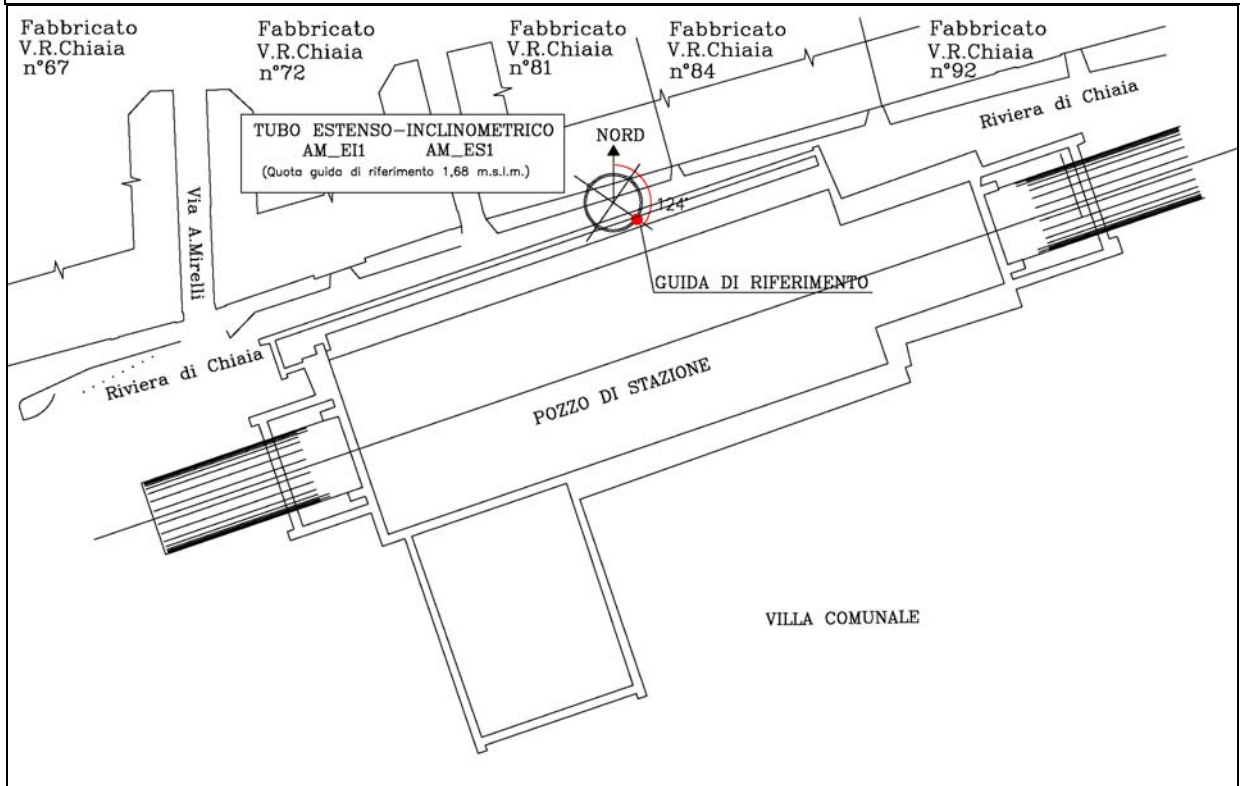 Fabbricato
V.R.Chiaia
n°67
Fabbricato
V.R.Chiaia
n°72
Fabbricato
V.R.Chiaia
n°81
Fabbricato
V.R.Chiaia
n°84
Fabbricato
V.R.Chiaia
n°92
TUBO ESTENSO-INCLINOMETRICO
AM_EI1 AM_ES1
(Quota guida di riferimento 1,68 m.s.l.m.)
NORD
124°
Riviera di Chiaia
Via A.Mirelli
GUIDA DI RIFERIMENTO
Riviera di Chiaia
POZZO DI STAZIONE
VILLA COMUNALE